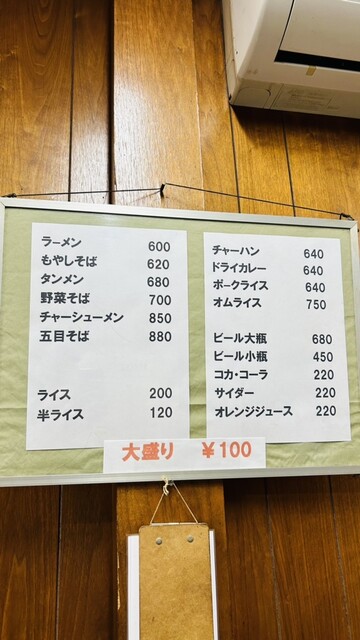 ラーメン 600
もやしそば 620
タンメン 680
野菜そば 700
チャーシューメン 850
五目そば 880
ライス 200
半ライス 120
チャーハン 640
ドライカレー 640
ポークライス 640
オムライス 750
ビール大瓶 680
ビール小瓶 450
コカ・コーラ 220
サイダー 220
オレンジジュース 220
大盛り ￥100